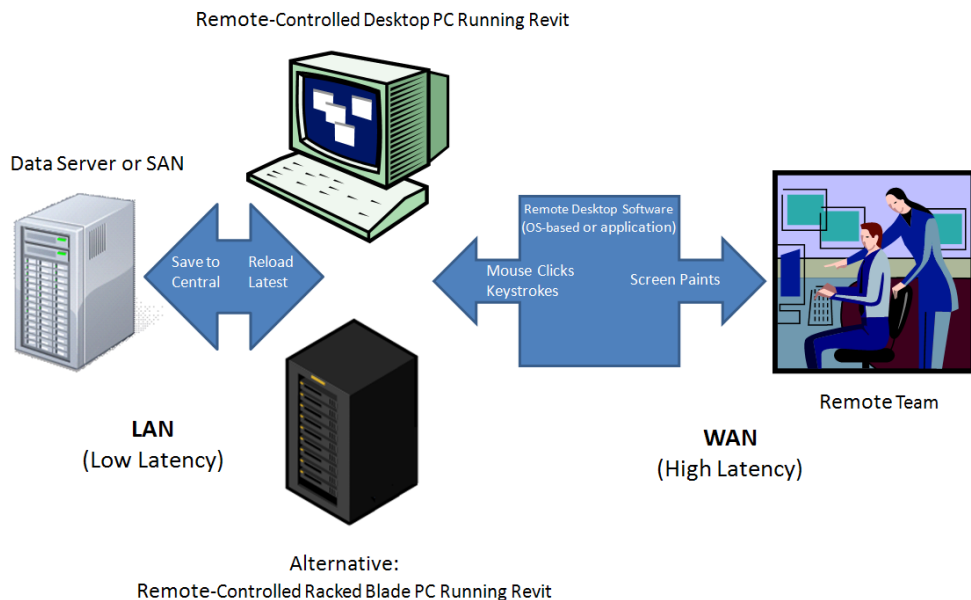 Remote-Controlled Desktop PC Running Revit
Data Server or SAN
Save to
Central
Reload
Latest
Remote Desktop Software
(OS-based or application)
Mouse Clicks
Keystrokes
Screen Paints
Remote Team
LAN
(Low Latency)
WAN
(High Latency)
Alternative:
Remote-Controlled Racked Blade PC Running Revit